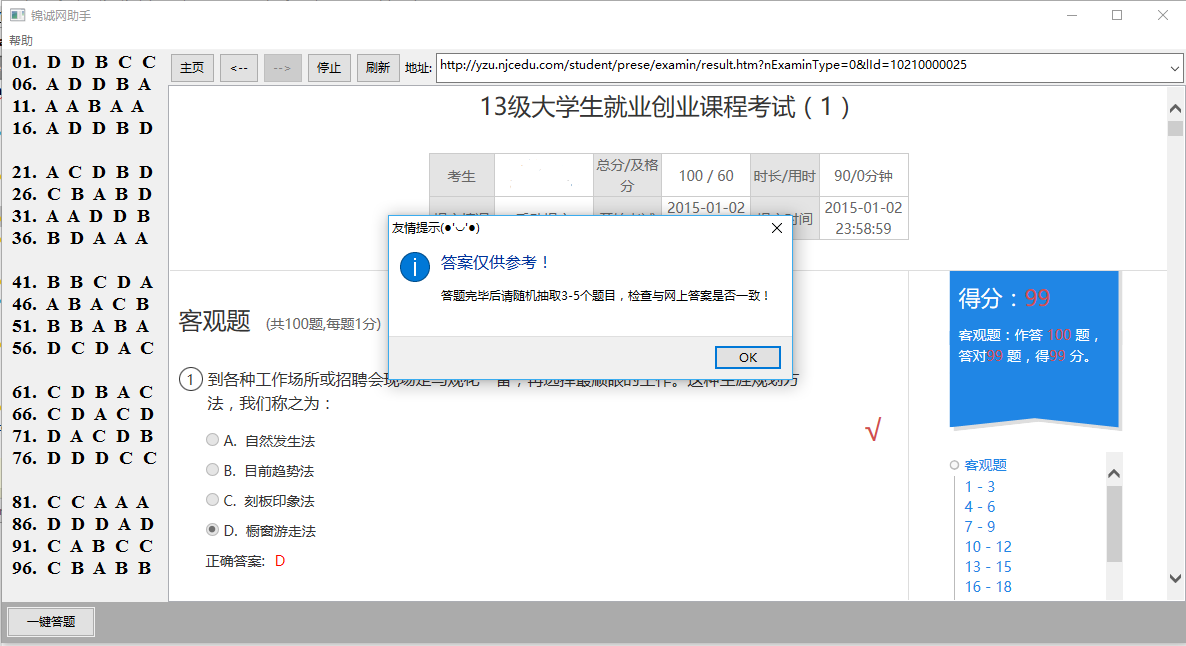 锦诚网助手
帮助
01. D D B C C
06. A D D B A
11. A A B A A
16. A D D B D
21. A C D B D
26. C B A B D
31. A A D D B
36. B D A A A
41. B B C D A
46. A B A C B
51. B B A B A
56. D C D A C
61. C D B A C
66. C D A C D
71. D A C D B
76. D D D C C
81. C C A A A
86. D D D A D
91. C A B C C
96. C B A B B
主页 <-- --> 停止 刷新 地址: http://yzu.njcedu.com/student/prese/examin/result.htm?nExaminType=0&lId=10210000025
13级大学生就业创业课程考试（1）
考生 总分/及格分 100 / 60 时长/用时 90/0分钟
2015-01-02 时间 2015-01-02 23:58:59
友情提示(●'◡'●)
答案仅供参考！
答题完毕后请随机抽取3-5个题目，检查与网上答案是否一致！
OK
客观题 (共100题,每题1分)
1 到各种工作场所或招聘会现场走马观花一番，再选择最顺眼的工作。这种生涯规划方
法，我们称之为：
√
A. 自然发生法
B. 目前趋势法
C. 刻板印象法
D. 橱窗游走法
正确答案: D
得分：99
客观题：作答 100 题，
答对99 题，得99 分。
客观题
1 - 3
4 - 6
7 - 9
10 - 12
13 - 15
16 - 18
一键答题